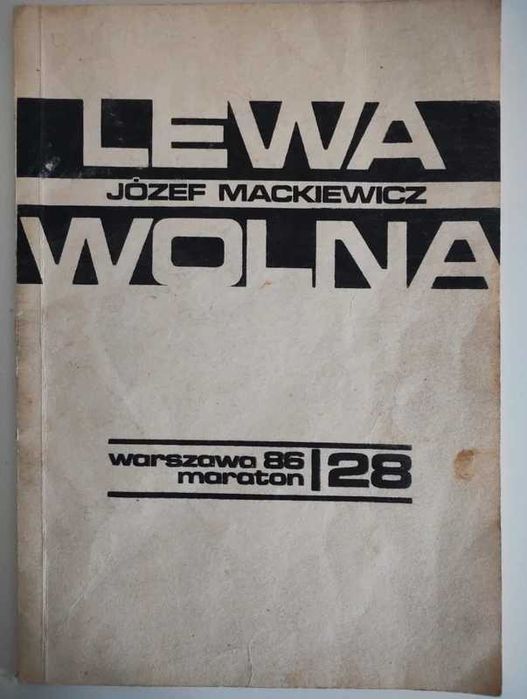 LEWA
JÓZEF MACKIEWICZ
WOLNA
warszawa 86
maraton
28